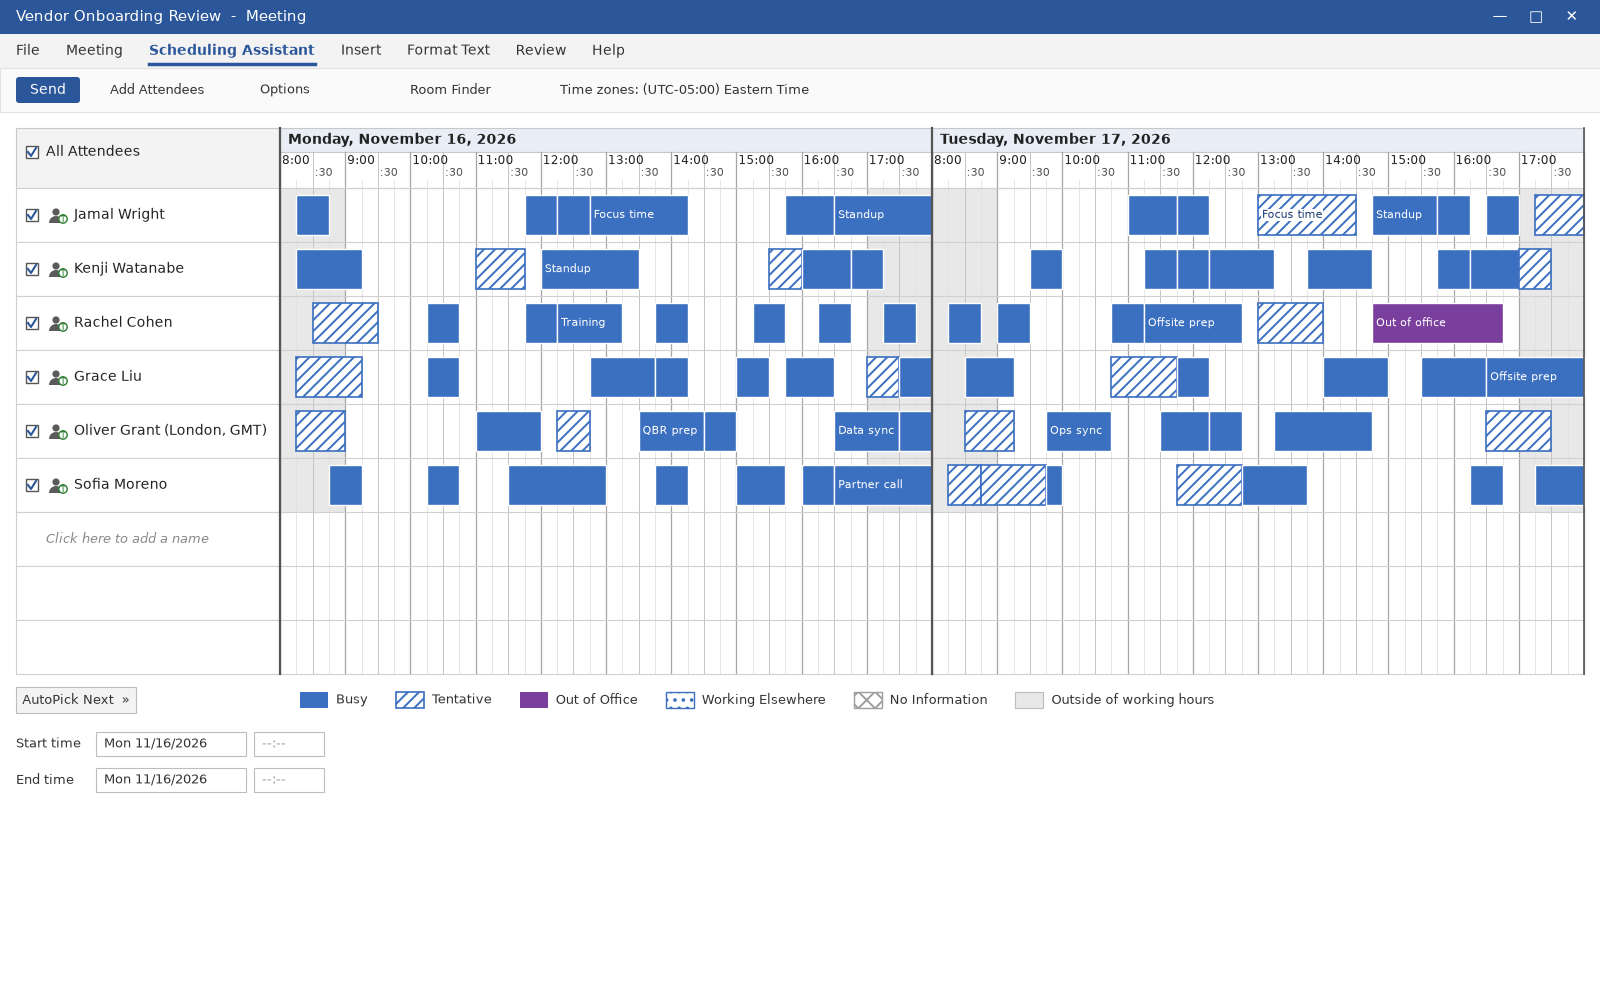 Vendor Onboarding Review  -  Meeting
File Meeting Scheduling Assistant Insert Format Text Review Help
Send Add Attendees Options Room Finder Time zones: (UTC-05:00) Eastern Time
Monday, November 16, 2026 Tuesday, November 17, 2026
All Attendees
8:00 9:00 10:00 11:00 12:00 13:00 14:00 15:00 16:00 17:00 8:00 9:00 10:00 11:00 12:00 13:00 14:00 15:00 16:00 17:00
:30 :30 :30 :30 :30 :30 :30 :30 :30 :30 :30 :30 :30 :30 :30 :30 :30 :30 :30 :30
Jamal Wright Focus time Standup Focus time Standup
Kenji Watanabe Standup
Rachel Cohen Training Offsite prep Out of office
Grace Liu Offsite prep
Oliver Grant (London, GMT) QBR prep Data sync Ops sync
Sofia Moreno Partner call
Click here to add a name
AutoPick Next » Busy Tentative Out of Office Working Elsewhere No Information Outside of working hours
Start time Mon 11/16/2026 --:--
End time Mon 11/16/2026 --:--